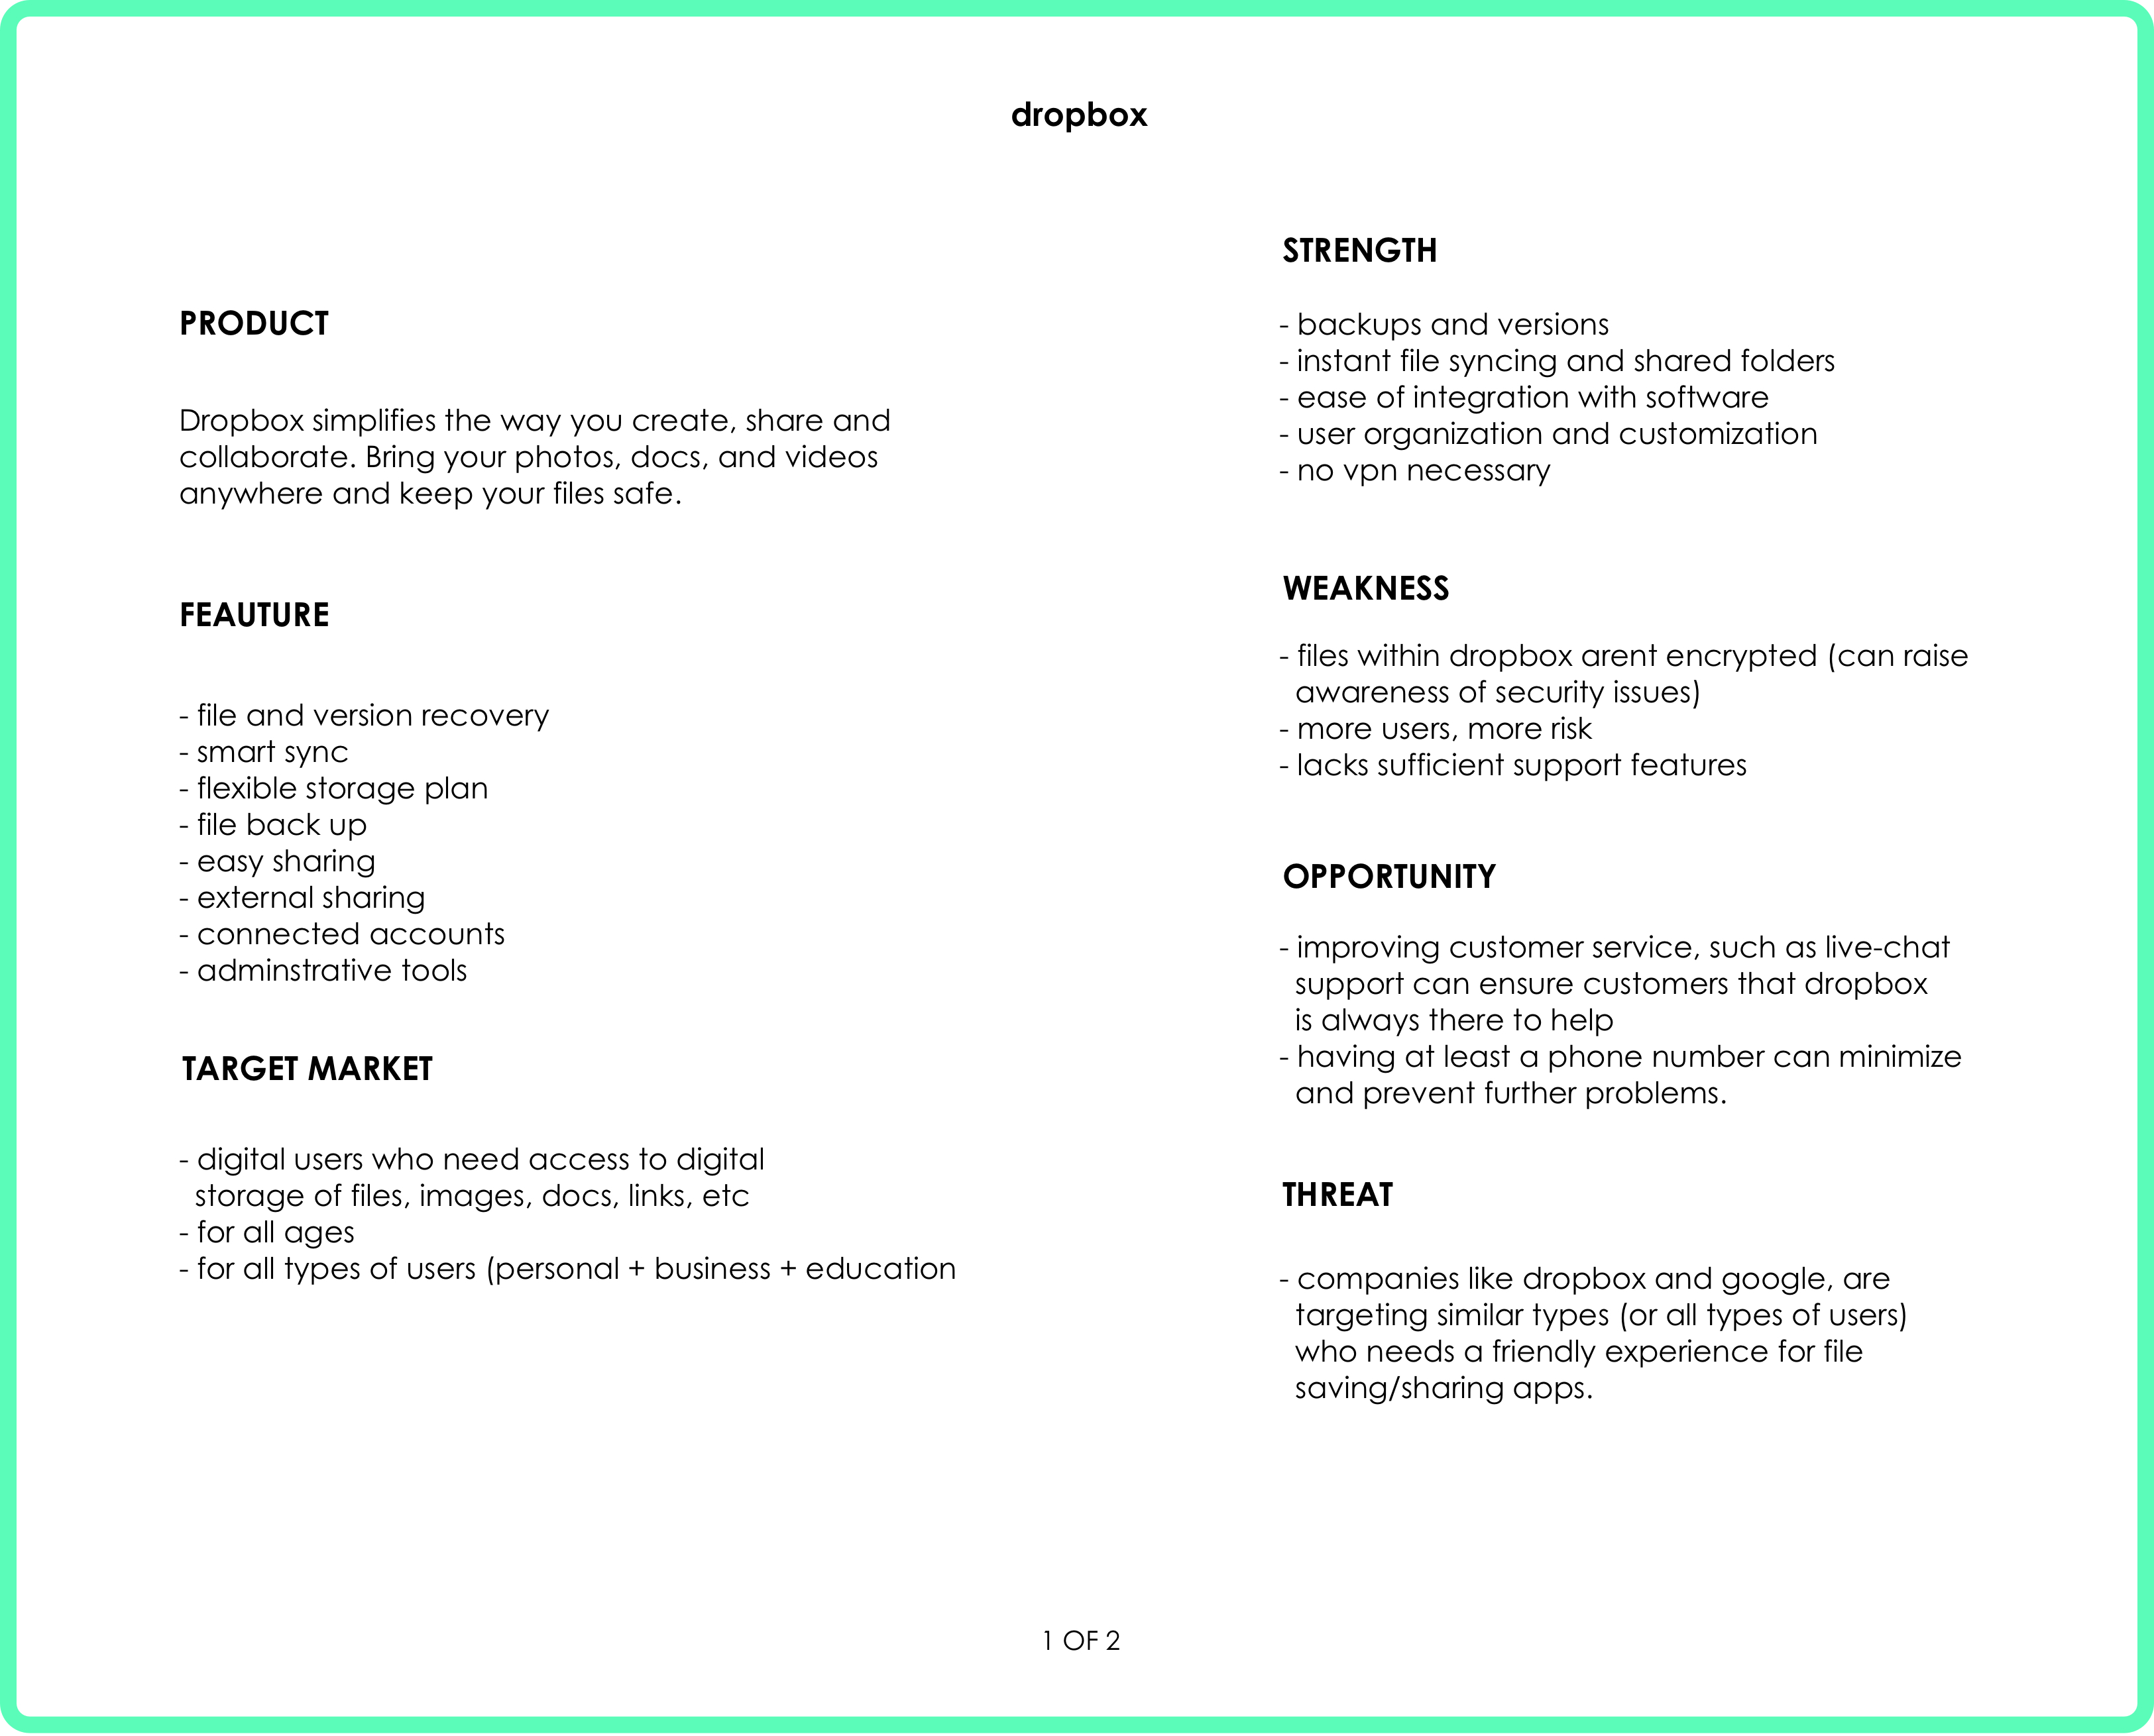 dropbox
PRODUCT
Dropbox simplifies the way you create, share and
collaborate. Bring your photos, docs, and videos
anywhere and keep your files safe.
FEAUTURE
- file and version recovery
- smart sync
- flexible storage plan
- file back up
- easy sharing
- external sharing
- connected accounts
- adminstrative tools
TARGET MARKET
- digital users who need access to digital
storage of files, images, docs, links, etc
- for all ages
- for all types of users (personal + business + education
STRENGTH
- backups and versions
- instant file syncing and shared folders
- ease of integration with software
- user organization and customization
- no vpn necessary
WEAKNESS
- files within dropbox arent encrypted (can raise
awareness of security issues)
- more users, more risk
- lacks sufficient support features
OPPORTUNITY
- improving customer service, such as live-chat
support can ensure customers that dropbox
is always there to help
- having at least a phone number can minimize
and prevent further problems.
THREAT
- companies like dropbox and google, are
targeting similar types (or all types of users)
who needs a friendly experience for file
saving/sharing apps.
1 OF 2